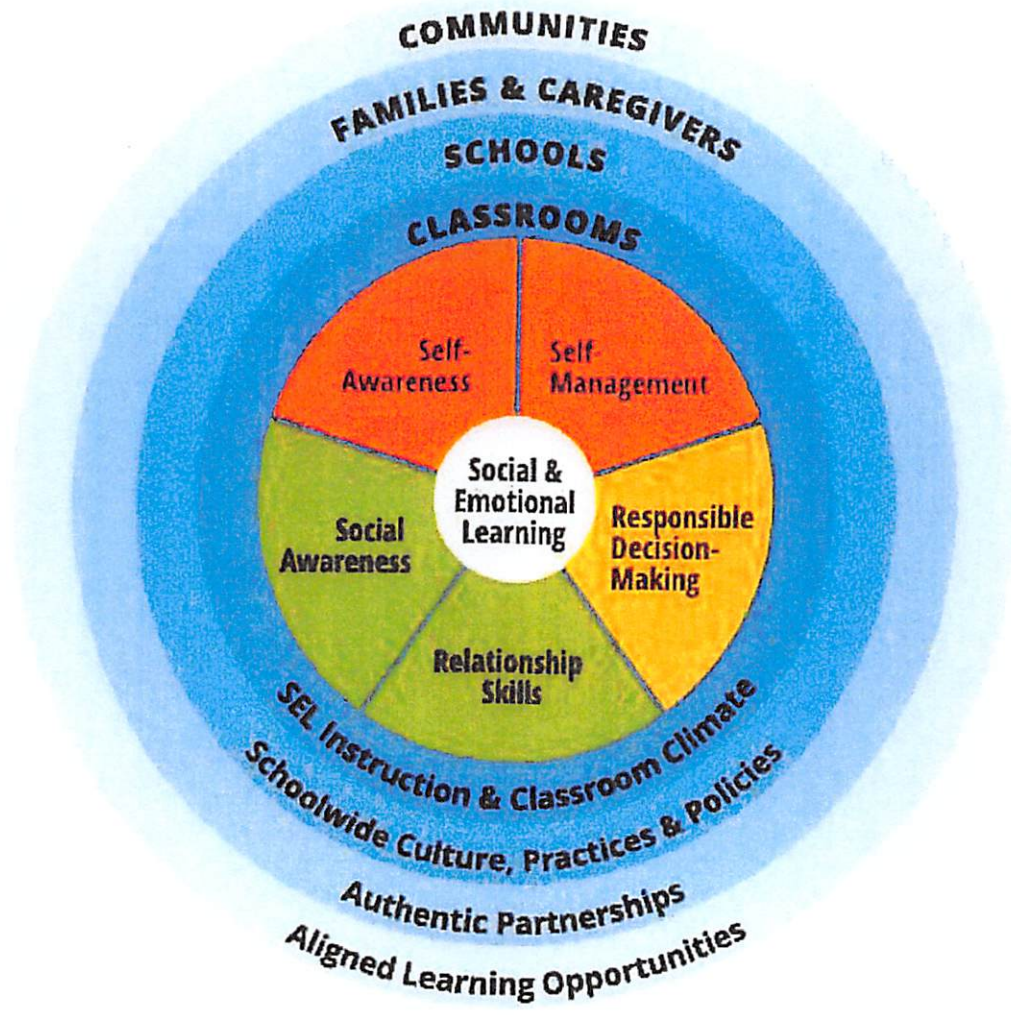 COMMUNITIES
FAMILIES & CAREGIVERS
SCHOOLS
CLASSROOMS
Self-
Awareness
Self-
Management
Social &
Emotional
Learning
Social
Awareness
Responsible
Decision-
Making
Relationship
Skills
SEL Instruction & Classroom Climate
Schoolwide Culture, Practices & Policies
Authentic Partnerships
Aligned Learning Opportunities